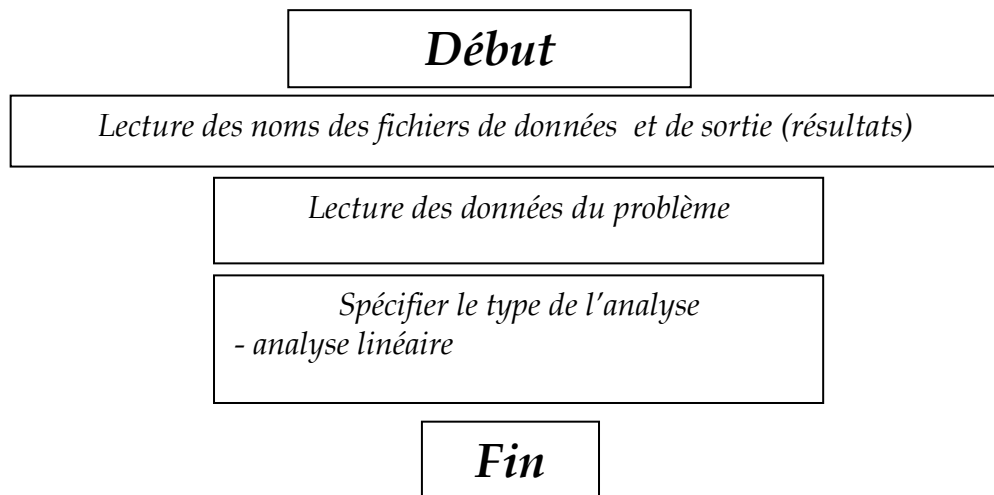 Début
Lecture des noms des fichiers de données et de sortie (résultats)
Lecture des données du problème
Spécifier le type de l’analyse
- analyse linéaire
Fin